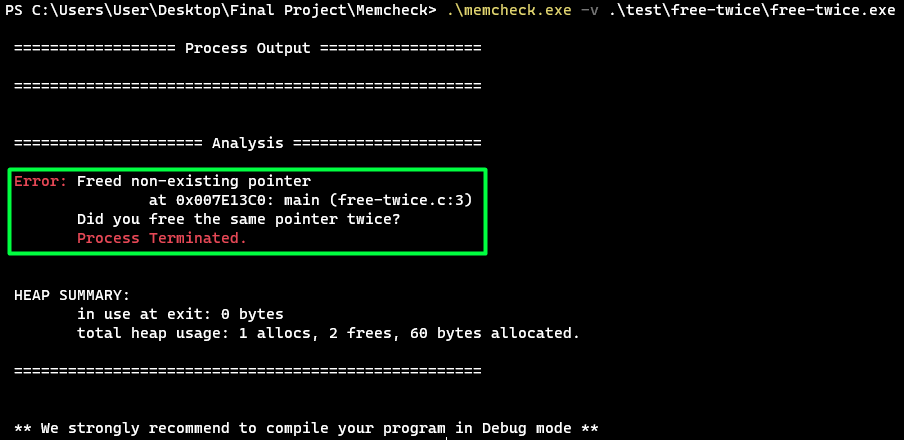 PS C:\Users\User\Desktop\Final Project\Memcheck> .\memcheck.exe -v .\test\free-twice\free-twice.exe
================== Process Output ==================
====================================================
===================== Analysis =====================
Error: Freed non-existing pointer
at 0x007E13C0: main (free-twice.c:3)
Did you free the same pointer twice?
Process Terminated.
HEAP SUMMARY:
in use at exit: 0 bytes
total heap usage: 1 allocs, 2 frees, 60 bytes allocated.
====================================================
** We strongly recommend to compile your program in Debug mode **